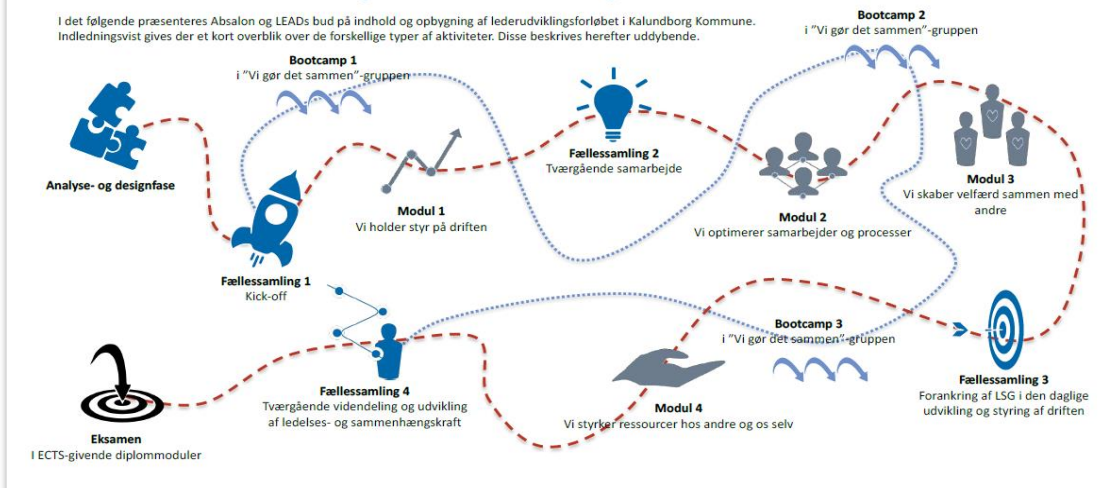 I det følgende præsenteres Absalon og LEADs bud på indhold og opbygning af lederudviklingsforløbet i Kalundborg Kommune.
Indledningsvist gives der et kort overblik over de forskellige typer af aktiviteter. Disse beskrives herefter uddybende.
Bootcamp 1
i "Vi gør det sammen"-gruppen
Bootcamp 2
i "Vi gør det sammen"-gruppen
Analyse- og designfase
Fællessamling 1
Kick-off
Modul 1
Vi holder styr på driften
Fællessamling 2
Tværgående samarbejde
Modul 2
Vi optimerer samarbejder og processer
Modul 3
Vi skaber velfærd sammen med
andre
Fællessamling 3
Forankring af LSG i den daglige
udvikling og styring af driften
Bootcamp 3
i "Vi gør det sammen"-gruppen
Modul 4
Vi styrker ressourcer hos andre og os selv
Fællessamling 4
Tværgående videndeling og udvikling
af ledelses- og sammenhængskraft
Eksamen
I ECTS-givende diplommoduler